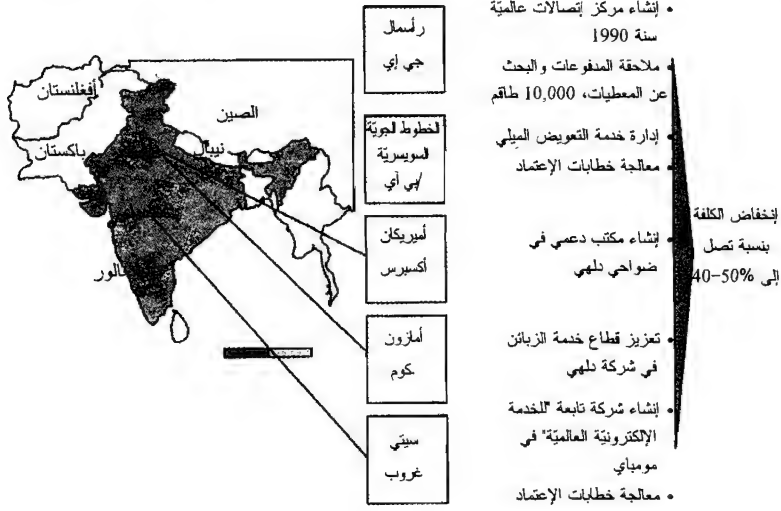 إنشاء مركز إتصالات عالميّة
سنة 1990
ملاحقة المدفوعات والبحث
عن المعطيات، 10,000 طاقم
إدارة خدمة التعويض الميلي
معالجة خطابات الإعتماد
إنشاء مكتب دعمي في
ضواحي دلهي
تعزيز قطاع خدمة الزبائن
في شركة دلهي
إنشاء شركة تابعة "للخدمة
الإلكترونيّة العالميّة" في
مومباي
معالجة خطابات الإعتماد
إنخفاض الكلفة
بنسبة تصل
إلى 50%-40
رأسمال
جي إي
الخطوط الجويّة
السويسريّة
/بي آي
أميريكان
أكسبرس
أمازون
كوم.
سيتي
غروب
أفغلنستان
الصين
باكستان
نيبال